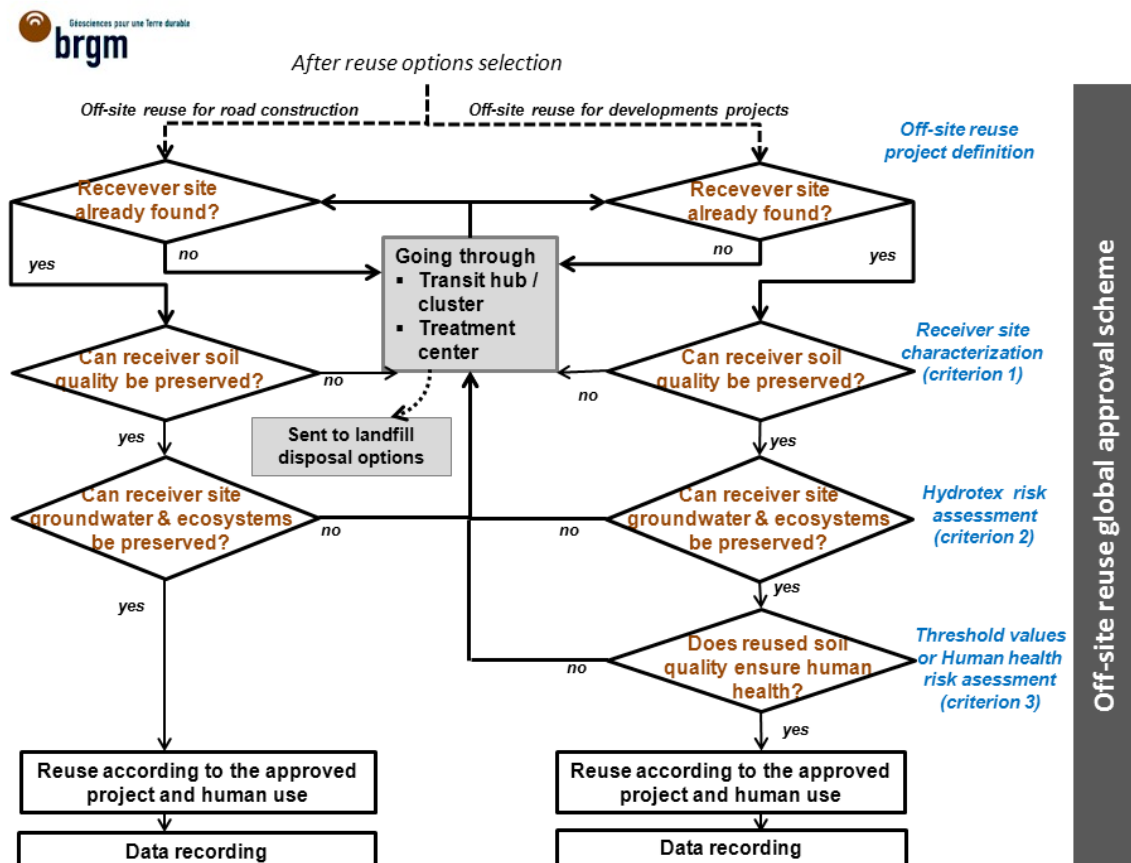 Géosciences pour une Terre durable
brgm
After reuse options selection
Off-site reuse for road construction
Off-site reuse for developments projects
Off-site reuse
project definition
Recevever site
already found?
Recevever site
already found?
no
no
yes
yes
Going through
▪ Transit hub /
cluster
▪ Treatment
center
Can receiver soil
quality be preserved?
no
Can receiver soil
quality be preserved?
no
Receiver site
characterization
(criterion 1)
Sent to landfill
disposal options
yes
yes
Can receiver site
groundwater & ecosystems
be preserved?
no
Can receiver site
groundwater & ecosystems
be preserved?
no
Hydrotex risk
assessment
(criterion 2)
yes
yes
Does reused soil
quality ensure human
health?
no
Threshold values
or Human health
risk asessment
(criterion 3)
yes
Reuse according to the approved
project and human use
Reuse according to the approved
project and human use
Data recording
Data recording
Off-site reuse global approval scheme